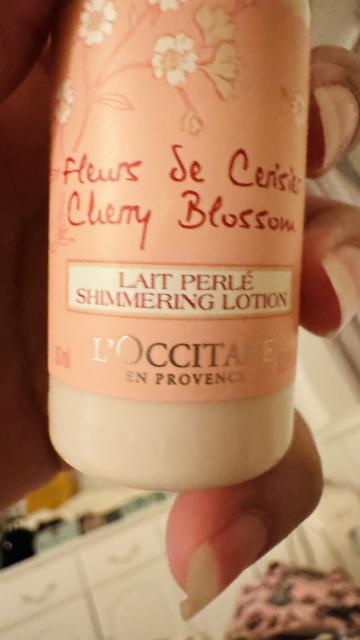 Fleurs de Cerisier
Cherry Blossom
LAIT PERLÉ
SHIMMERING LOTION
L'OCCITANE
EN PROVENCE